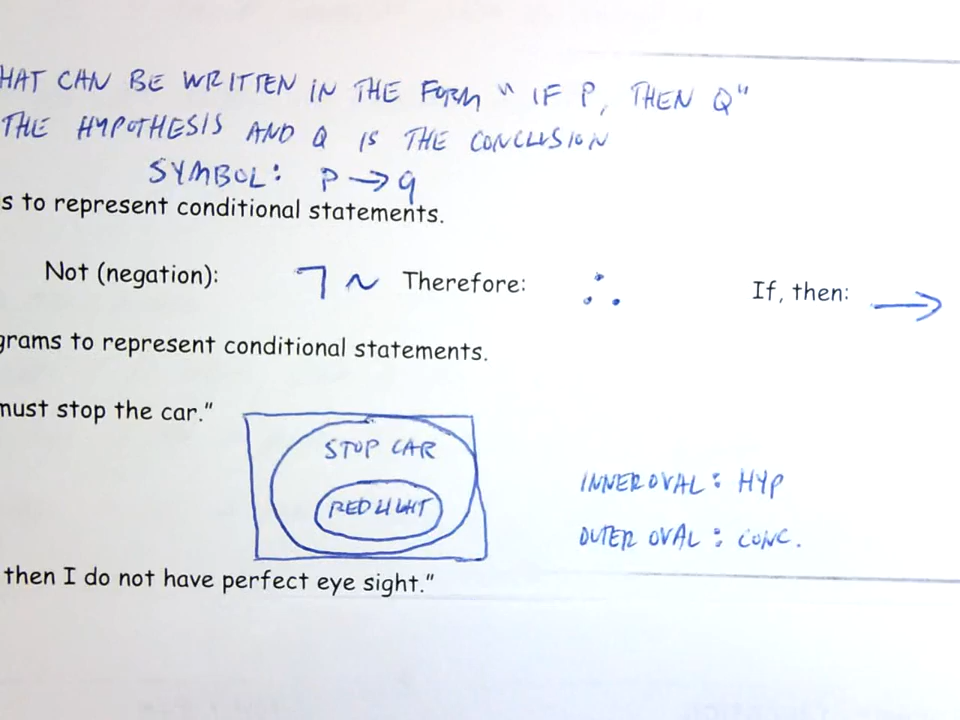 HAT CAN BE WRITTEN IN THE FORM "IF P, THEN Q"
THE HYPOTHESIS AND Q IS THE CONCLUSION
SYMBOL: P → q
s to represent conditional statements.
Not (negation): ¬ ~ Therefore: ∴ If, then: →
grams to represent conditional statements.
must stop the car."
STOP CAR
RED LIGHT
INNER OVAL: HYP
OUTER OVAL: CONC.
then I do not have perfect eye sight."